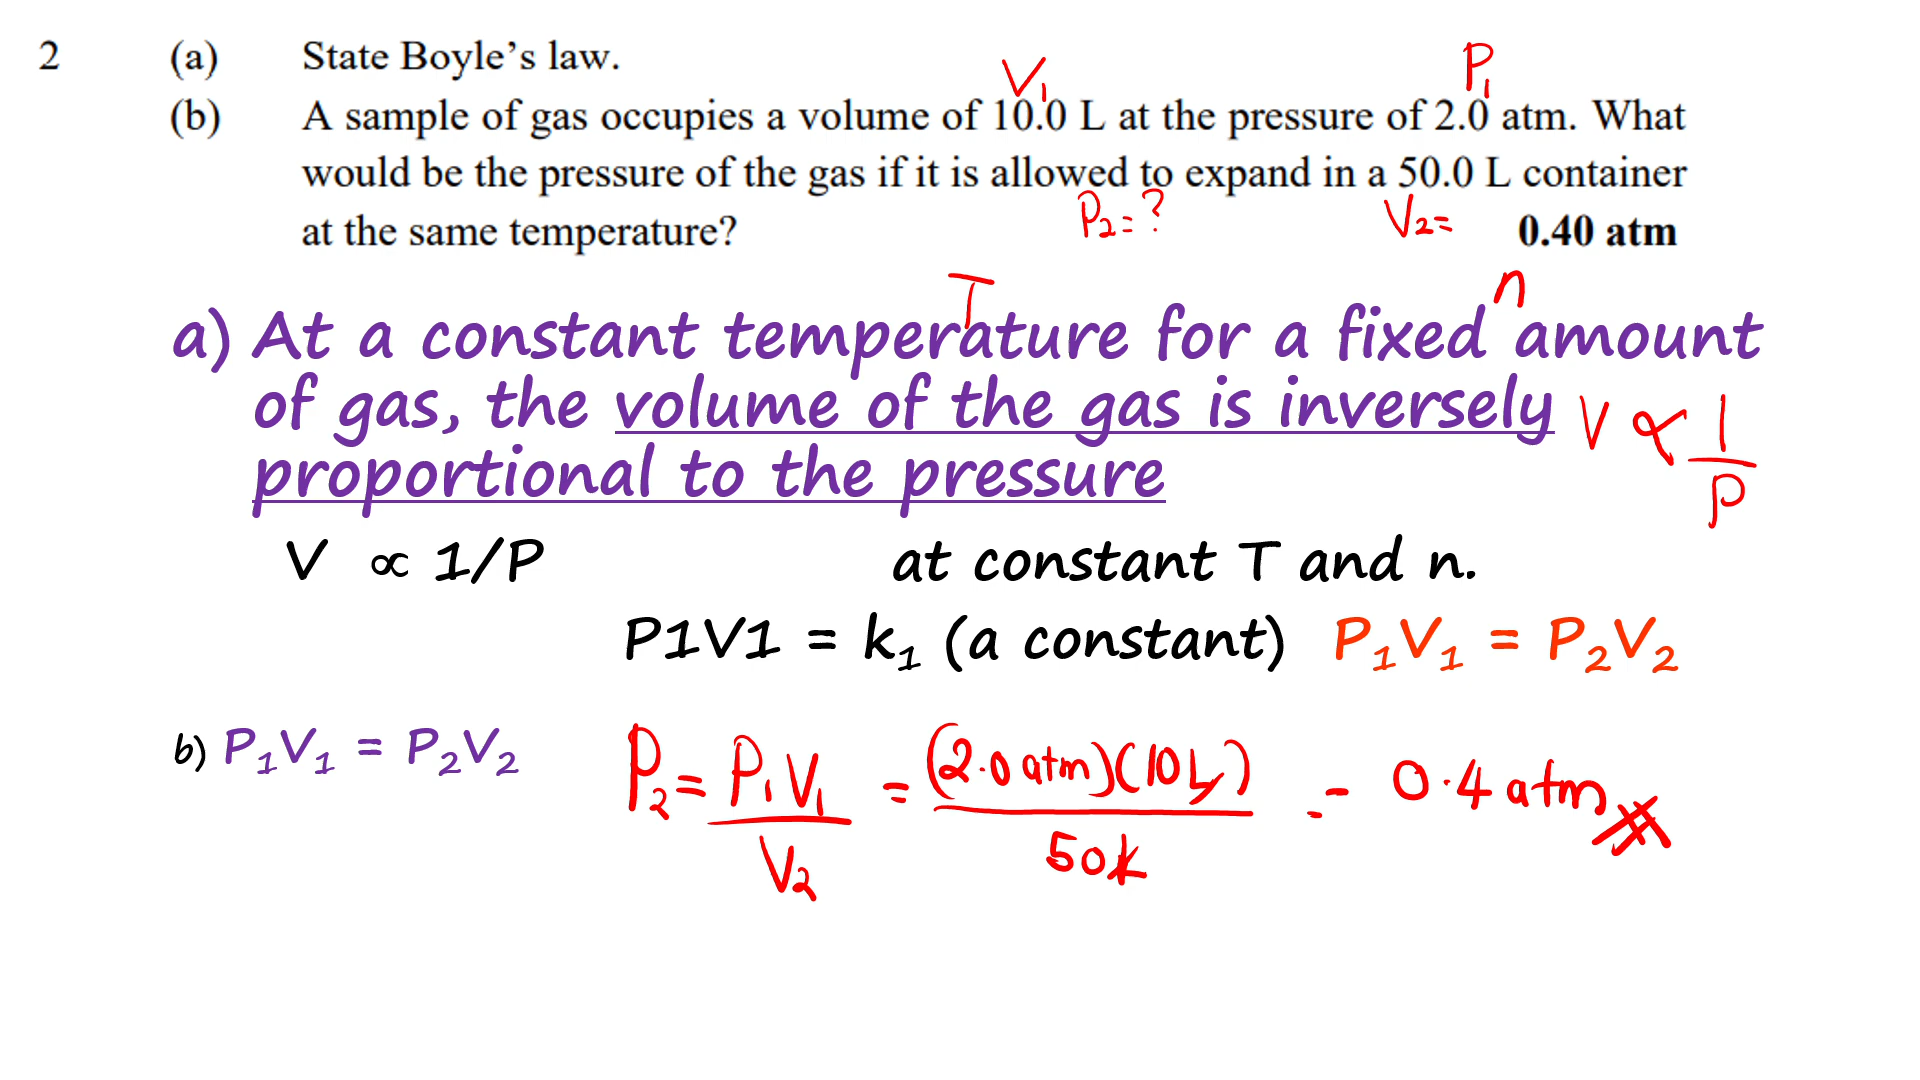 2 (a) State Boyle's law.
V₁ P₁
(b) A sample of gas occupies a volume of 10.0 L at the pressure of 2.0 atm. What
would be the pressure of the gas if it is allowed to expand in a 50.0 L container
P₂=? V₂=
at the same temperature? 0.40 atm
T n
a) At a constant temperature for a fixed amount
of gas, the volume of the gas is inversely
proportional to the pressure
V ∝ 1/P
V ∝ 1/P at constant T and n.
P1V1 = k₁ (a constant) P₁V₁ = P₂V₂
b) P₁V₁ = P₂V₂ P₂ = P₁V₁/V₂ = (2.0 atm)(10L)/50L = 0.4 atm